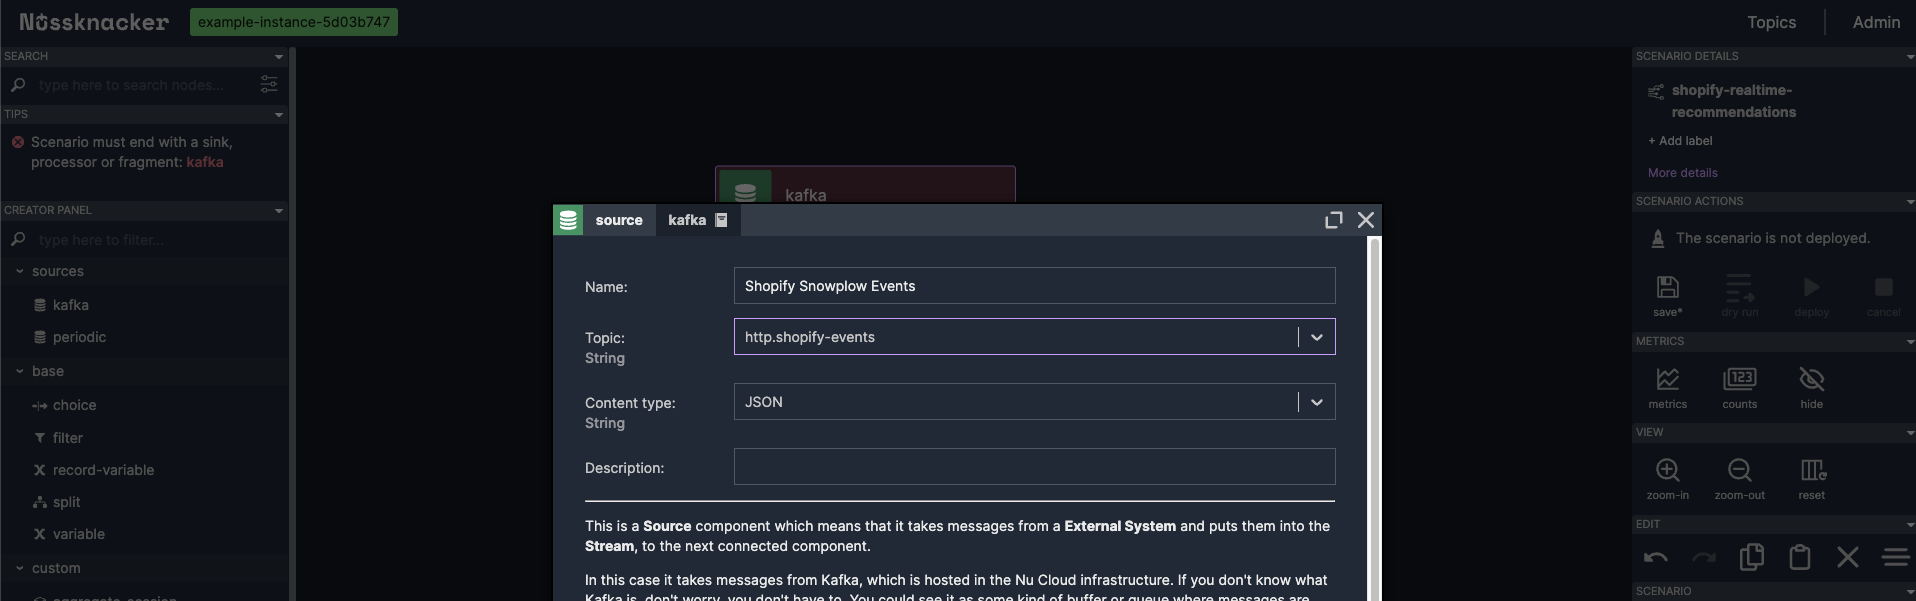 Nussknacker
example-instance-5d03b747
Topics
Admin
SEARCH
type here to search nodes...
TIPS
Scenario must end with a sink,
processor or fragment: kafka
CREATOR PANEL
type here to filter...
sources
kafka
periodic
base
choice
filter
record-variable
split
variable
custom
aggregate-session
kafka
source
kafka
Name:
Shopify Snowplow Events
Topic:
String
http.shopify-events
Content type:
String
JSON
Description:
This is a Source component which means that it takes messages from a External System and puts them into the
Stream, to the next connected component.
In this case it takes messages from Kafka, which is hosted in the Nu Cloud infrastructure. If you don't know what
Kafka is, don't worry, you don't have to. You could see it as some kind of buffer or queue where messages are
SCENARIO DETAILS
shopify-realtime-
recommendations
+ Add label
More details
SCENARIO ACTIONS
The scenario is not deployed.
save*
dry run
deploy
cancel
METRICS
metrics
123
counts
hide
VIEW
zoom-in
zoom-out
reset
EDIT
SCENARIO